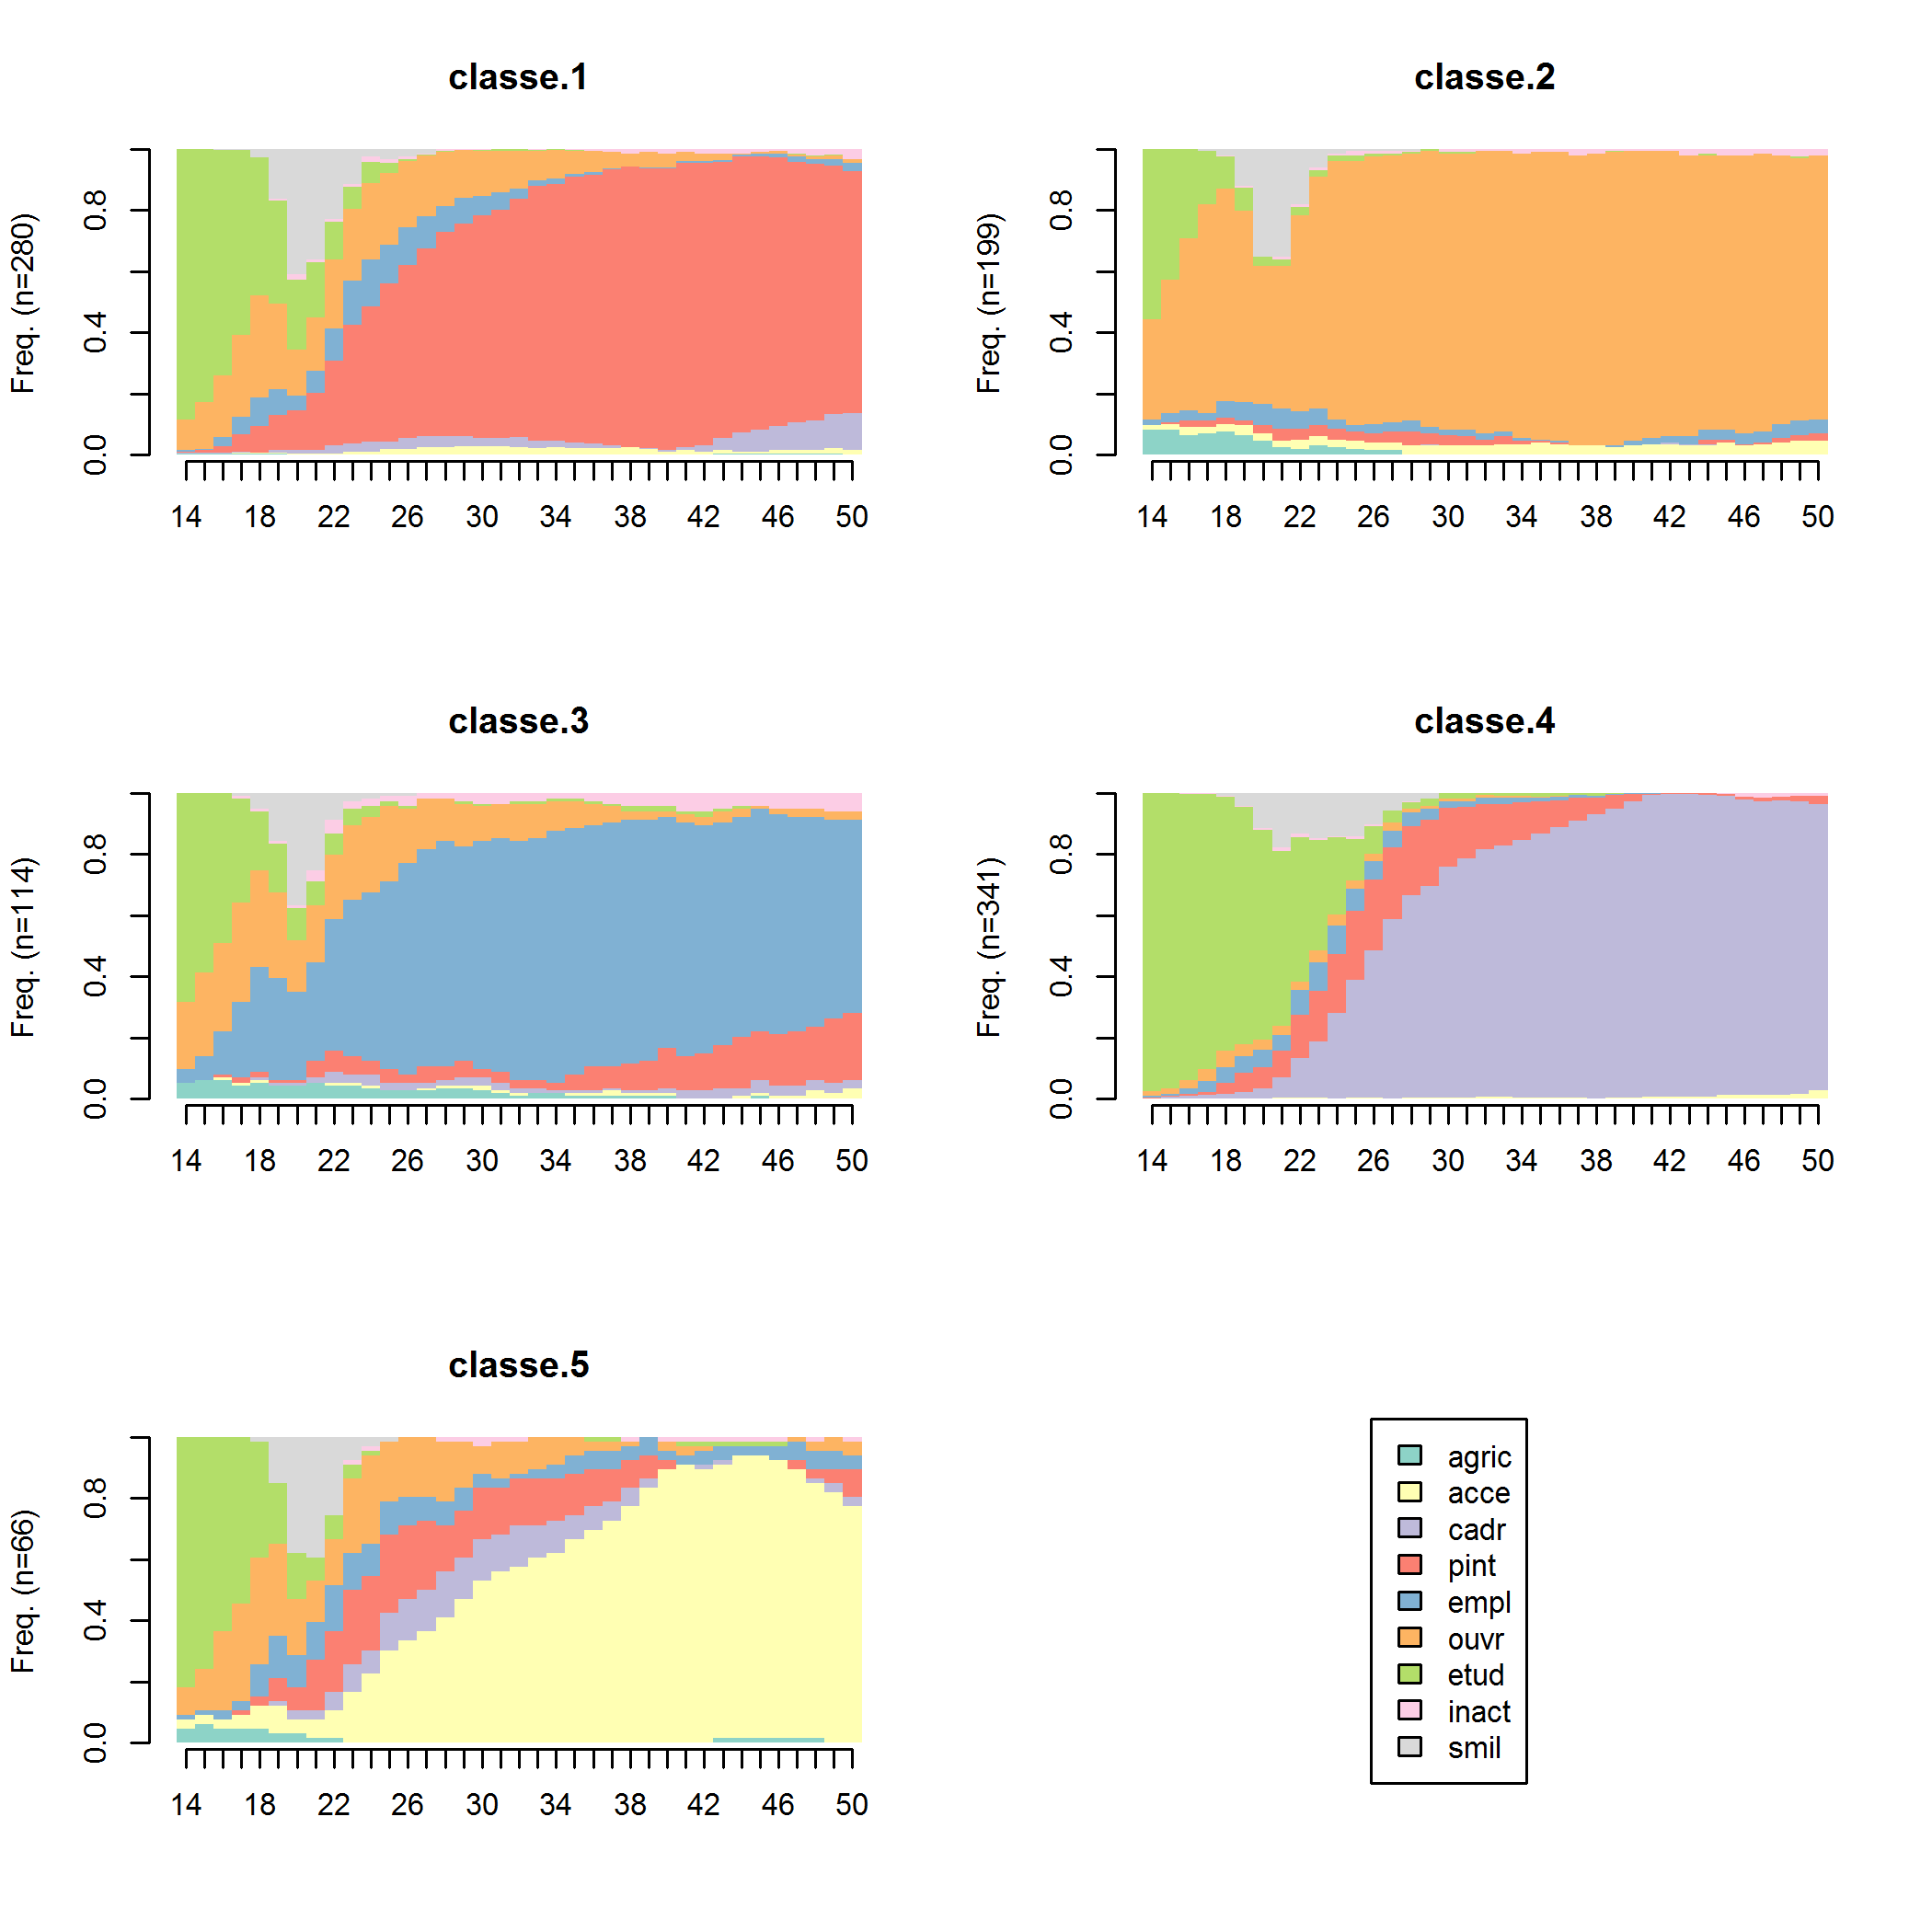 classe.1
Freq. (n=280)
0.0 0.4 0.8
14 18 22 26 30 34 38 42 46 50
classe.2
Freq. (n=199)
0.0 0.4 0.8
14 18 22 26 30 34 38 42 46 50
classe.3
Freq. (n=114)
0.0 0.4 0.8
14 18 22 26 30 34 38 42 46 50
classe.4
Freq. (n=341)
0.0 0.4 0.8
14 18 22 26 30 34 38 42 46 50
classe.5
Freq. (n=66)
0.0 0.4 0.8
14 18 22 26 30 34 38 42 46 50
agric
acce
cadr
pint
empl
ouvr
etud
inact
smil